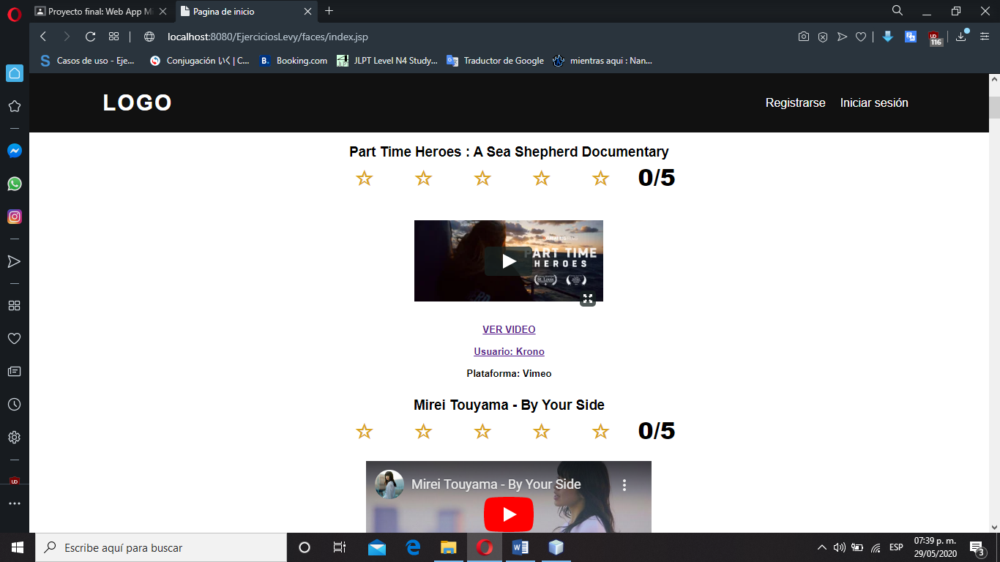 Proyecto final: Web App Mi
Pagina de inicio
localhost:8080/EjerciciosLevy/faces/index.jsp
116
S Casos de uso - Eje...
Conjugación いく | C...
B. Booking.com
JLPT Level N4 Study...
Traductor de Google
mientras aqui : Nan...
LOGO
Registrarse
Iniciar sesión
Part Time Heroes : A Sea Shepherd Documentary
0/5
PART TIME
HEROES
VER VIDEO
Usuario: Krono
Plataforma: Vimeo
Mirei Touyama - By Your Side
0/5
Mirei Touyama - By Your Side
Escribe aquí para buscar
ESP
07:39 p. m.
29/05/2020
3